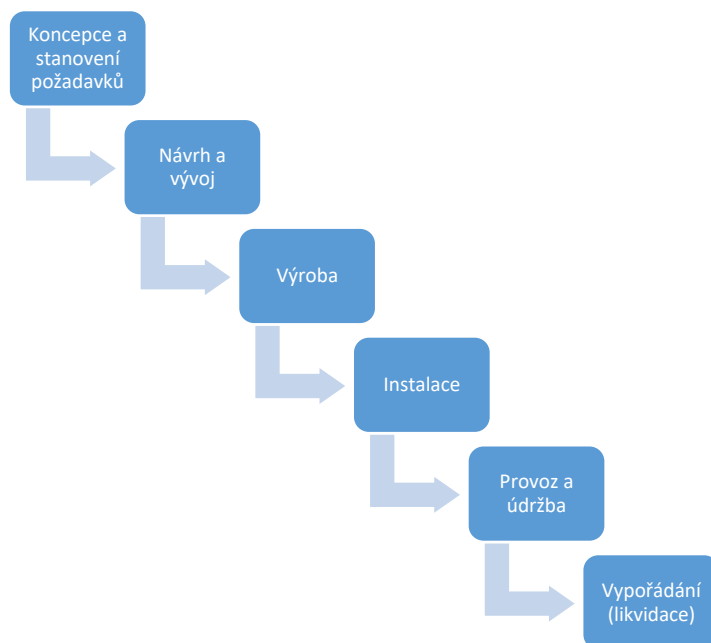 Koncepce a
stanovení
požadavků
Návrh a
vývoj
Výroba
Instalace
Provoz a
údržba
Vypořádání
(likvidace)